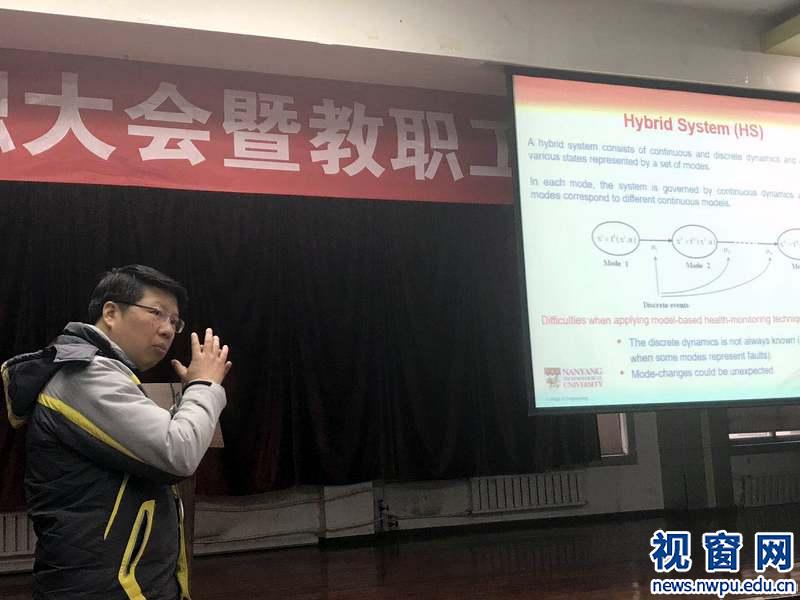 大会暨教职工
Hybrid System (HS)
A hybrid system consists of continuous and discrete dynamics and
various states represented by a set of modes.
In each mode, the system is governed by continuous dynamics
modes correspond to different continuous models.
Mode 1
Mode 2
Discrete events
Difficulties when applying model-based health-monitoring
The discrete dynamics is not always known
when some modes represent faults).
Mode-changes could be unexpected.
NANYANG
TECHNOLOGICAL
UNIVERSITY
College of Engineering
视窗网
news.nwpu.edu.cn